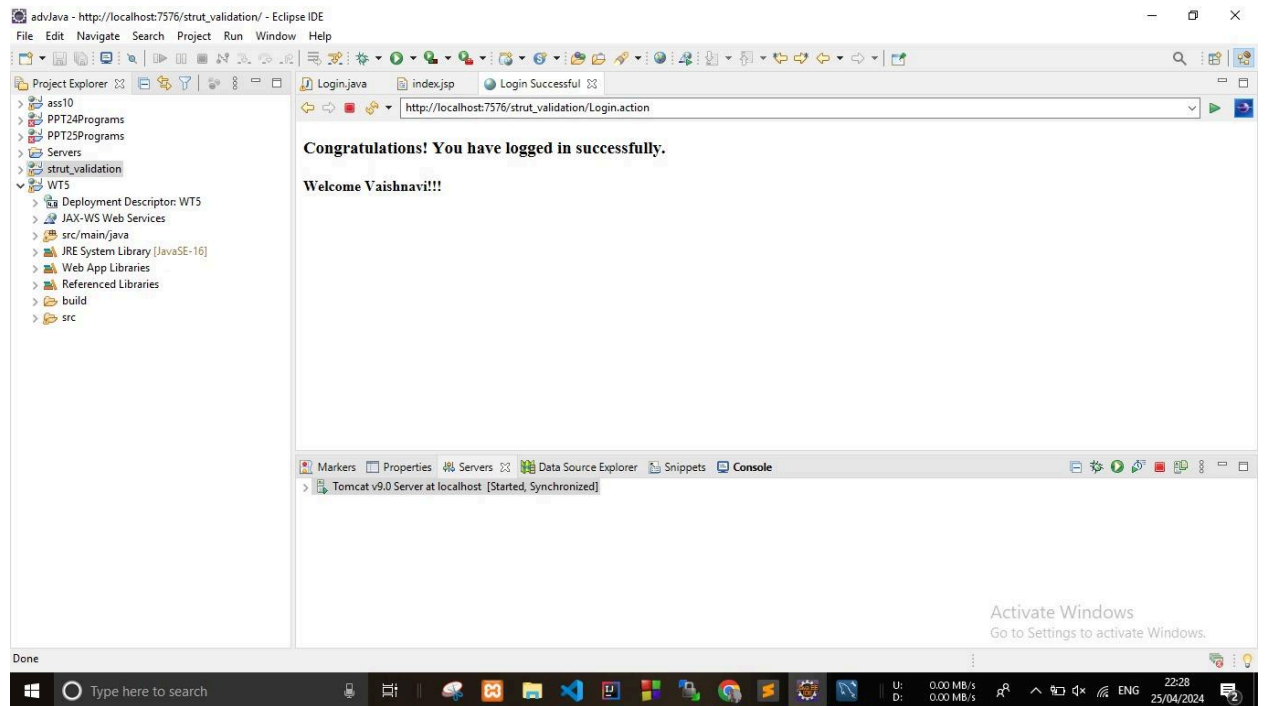 advJava - http://localhost:7576/strut_validation/ - Eclipse IDE
File Edit Navigate Search Project Run Window Help
Project Explorer
Login.java index.jsp Login Successful
ass10
PPT24Programs
PPT25Programs
Servers
strut_validation
WT5
Deployment Descriptor: WT5
JAX-WS Web Services
src/main/java
JRE System Library [JavaSE-16]
Web App Libraries
Referenced Libraries
build
src
http://localhost:7576/strut_validation/Login.action
Congratulations! You have logged in successfully.
Welcome Vaishnavi!!!
Markers Properties Servers Data Source Explorer Snippets Console
Tomcat v9.0 Server at localhost [Started, Synchronized]
Activate Windows
Go to Settings to activate Windows.
Done
Type here to search
U: 0.00 MB/s
D: 0.00 MB/s
ENG
22:28
25/04/2024
2